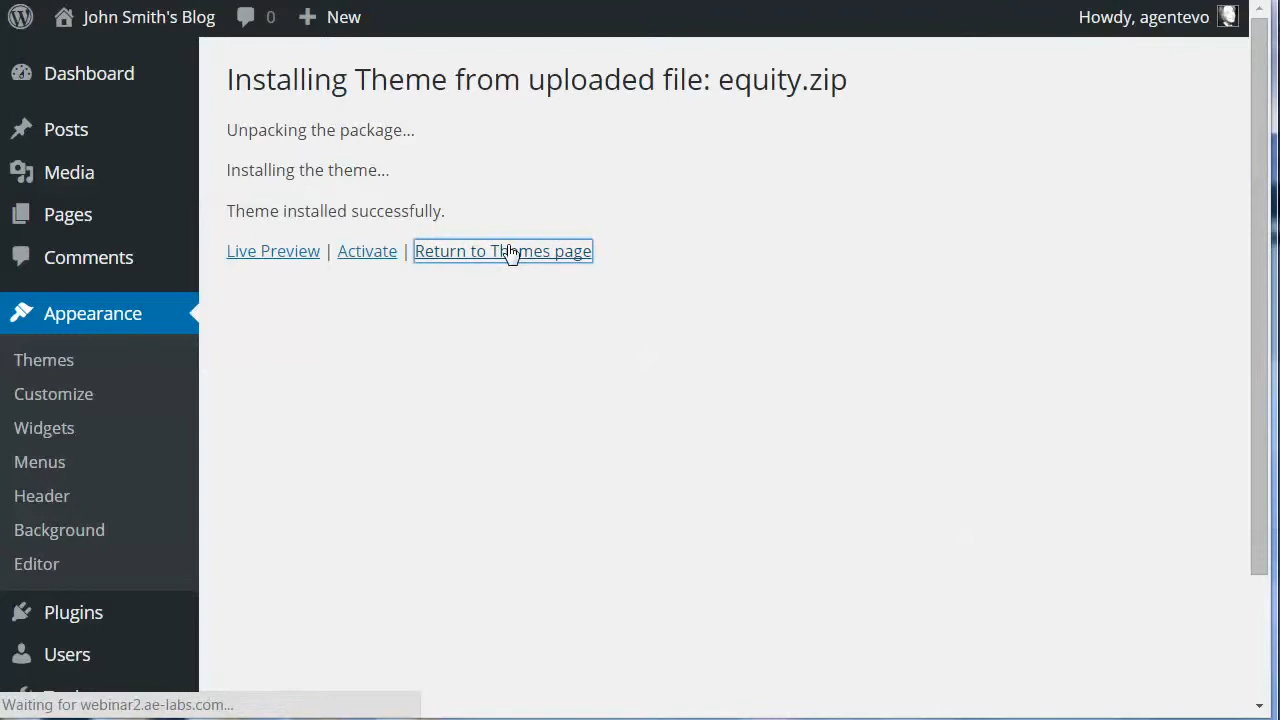 John Smith's Blog 0 New Howdy, agentevo
Dashboard
Posts
Media
Pages
Comments
Appearance
Themes
Customize
Widgets
Menus
Header
Background
Editor
Plugins
Users
Installing Theme from uploaded file: equity.zip
Unpacking the package...
Installing the theme...
Theme installed successfully.
Live Preview | Activate | Return to Themes page
Waiting for webinar2.ae-labs.com...